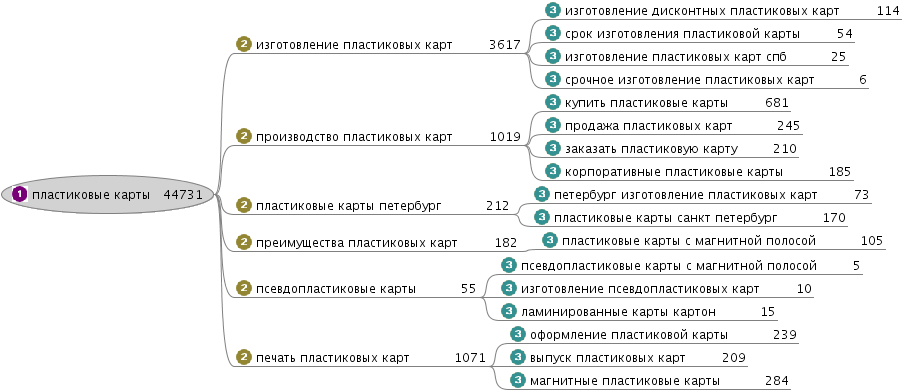 1 пластиковые карты 44731
2 изготовление пластиковых карт 3617
3 изготовление дисконтных пластиковых карт 114
3 срок изготовления пластиковой карты 54
3 изготовление пластиковых карт спб 25
3 срочное изготовление пластиковых карт 6
2 производство пластиковых карт 1019
3 купить пластиковые карты 681
3 продажа пластиковых карт 245
3 заказать пластиковую карту 210
3 корпоративные пластиковые карты 185
2 пластиковые карты петербург 212
3 петербург изготовление пластиковых карт 73
3 пластиковые карты санкт петербург 170
2 преимущества пластиковых карт 182
3 пластиковые карты с магнитной полосой 105
2 псевдопластиковые карты 55
3 псевдопластиковые карты с магнитной полосой 5
3 изготовление псевдопластиковых карт 10
3 ламинированные карты картон 15
2 печать пластиковых карт 1071
3 оформление пластиковой карты 239
3 выпуск пластиковых карт 209
3 магнитные пластиковые карты 284